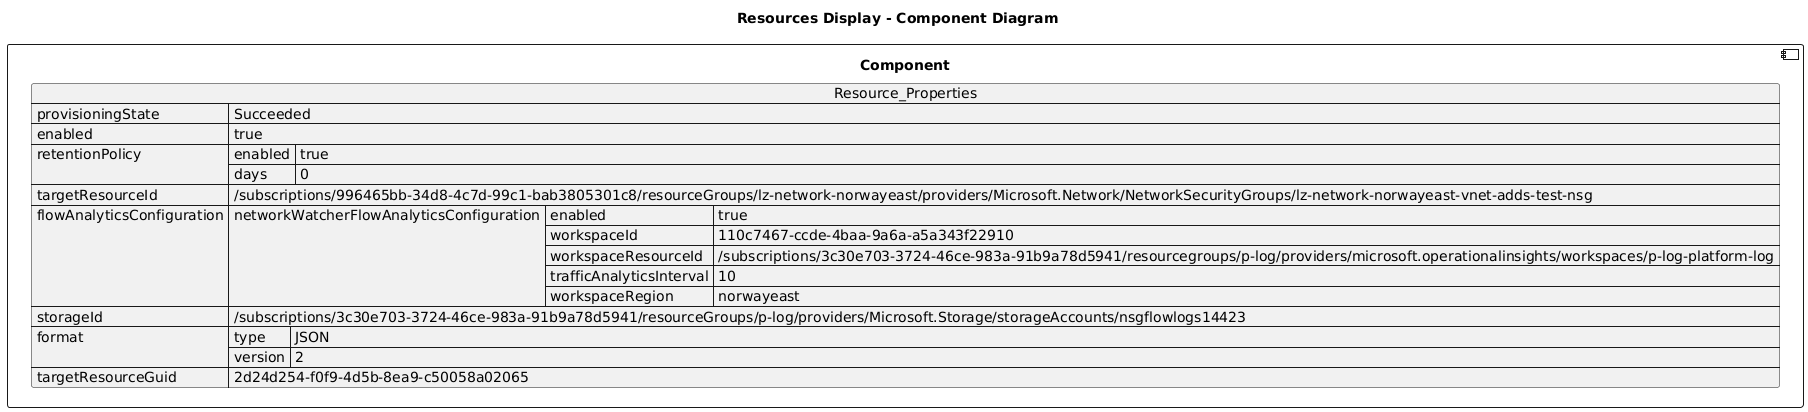 Resources Display - Component Diagram
Component
Resource_Properties
provisioningState Succeeded
enabled true
retentionPolicy enabled true
days 0
targetResourceId /subscriptions/996465bb-34d8-4c7d-99c1-bab3805301c8/resourceGroups/lz-network-norwayeast/providers/Microsoft.Network/NetworkSecurityGroups/lz-network-norwayeast-vnet-adds-test-nsg
flowAnalyticsConfiguration networkWatcherFlowAnalyticsConfiguration enabled true
workspaceId 110c7467-ccde-4baa-9a6a-a5a343f22910
workspaceResourceId /subscriptions/3c30e703-3724-46ce-983a-91b9a78d5941/resourcegroups/p-log/providers/microsoft.operationalinsights/workspaces/p-log-platform-log
trafficAnalyticsInterval 10
workspaceRegion norwayeast
storageId /subscriptions/3c30e703-3724-46ce-983a-91b9a78d5941/resourceGroups/p-log/providers/Microsoft.Storage/storageAccounts/nsgflowlogs14423
format type JSON
version 2
targetResourceGuid 2d24d254-f0f9-4d5b-8ea9-c50058a02065